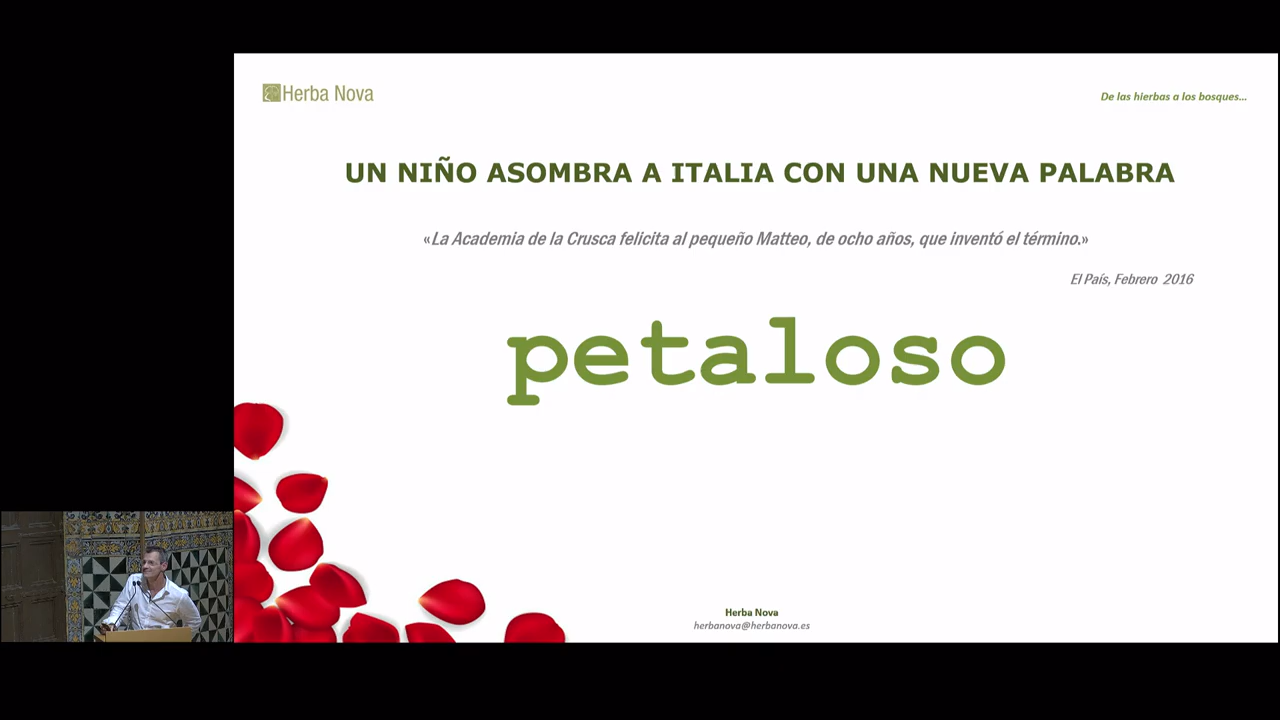 Herba Nova
De las hierbas a los bosques...
UN NIÑO ASOMBRA A ITALIA CON UNA NUEVA PALABRA
«La Academia de la Crusca felicita al pequeño Matteo, de ocho años, que inventó el término.»
El País, Febrero 2016
petaloso
Herba Nova
herbanova@herbanova.es